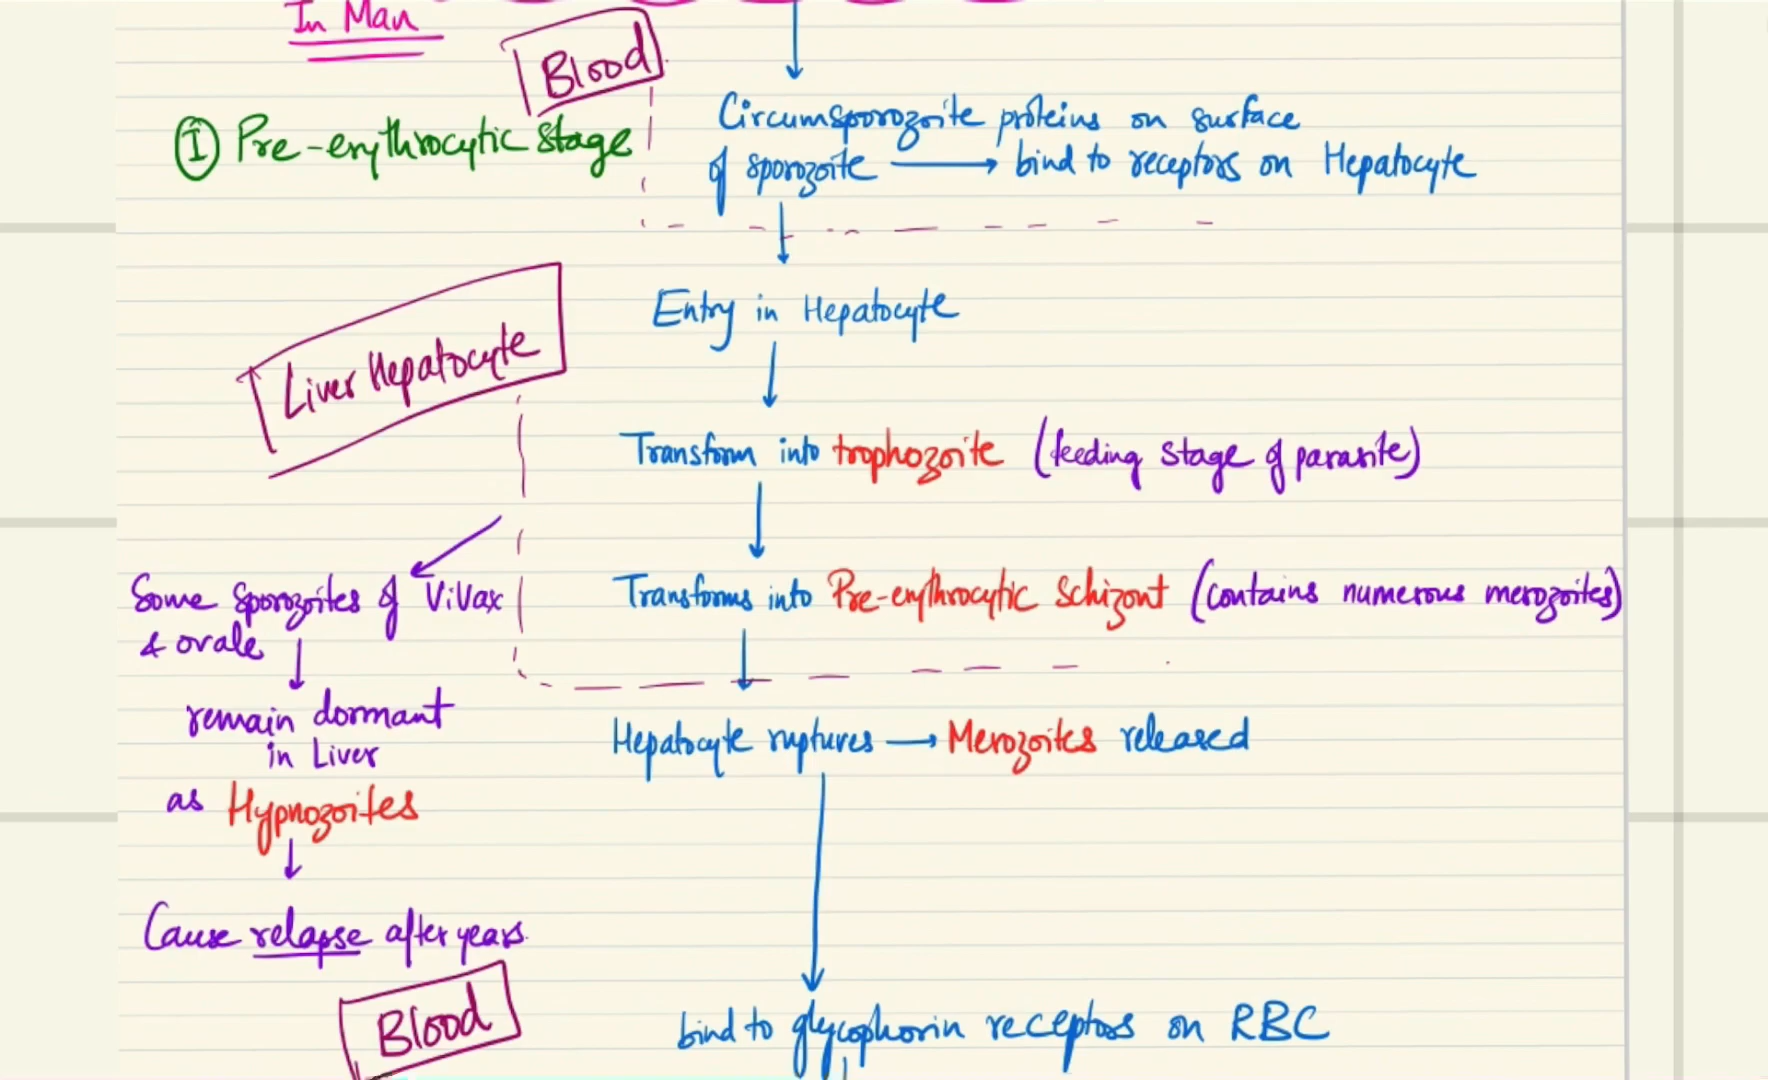 In Man
Blood
① Pre-erythrocytic stage
Circumsporozoite proteins on surface
of sporozoite → bind to receptors on Hepatocyte
Entry in Hepatocyte
Liver Hepatocyte
Transform into trophozoite (feeding stage of parasite)
Transforms into Pre-erythrocytic Schizont (contains numerous merozoites)
Some sporozoites of ViVax
& ovale
remain dormant
in Liver
as Hypnozoites
Cause relapse after years.
Hepatocyte ruptures → Merozoites released
Blood
bind to glycophorin receptors on RBC